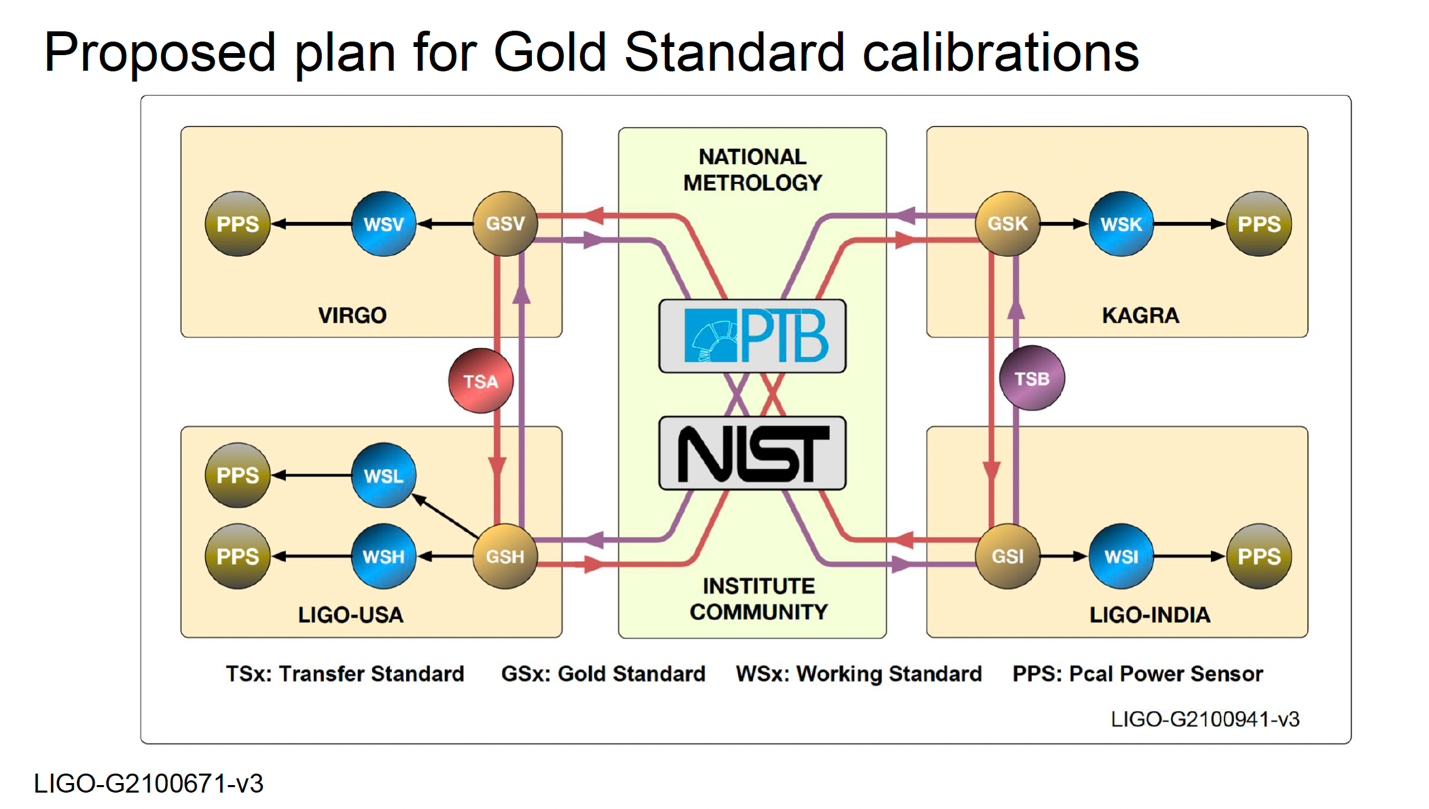 Proposed plan for Gold Standard calibrations
NATIONAL
METROLOGY
PPS
WSV
GSV
VIRGO
GSK
WSK
PPS
KAGRA
PTB
TSA
TSB
NIST
PPS
WSL
PPS
WSH
GSH
LIGO-USA
GSI
WSI
PPS
LIGO-INDIA
INSTITUTE
COMMUNITY
TSx: Transfer Standard GSx: Gold Standard WSx: Working Standard PPS: Pcal Power Sensor
LIGO-G2100941-v3
LIGO-G2100671-v3